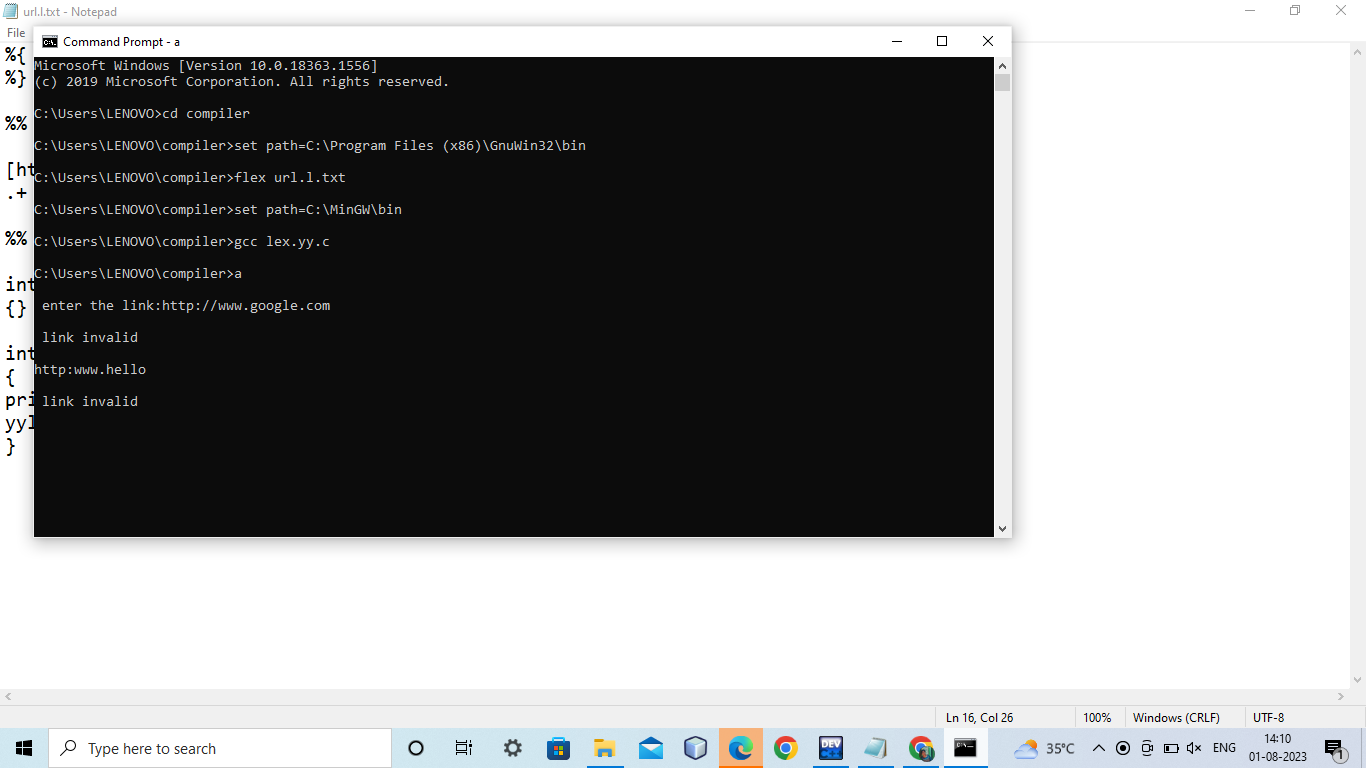 url.l.txt - Notepad
File
Command Prompt - a
%{
%}
%%
[ht
.+
%%
int
{}
int
{
pri
yyl
}
Microsoft Windows [Version 10.0.18363.1556]
(c) 2019 Microsoft Corporation. All rights reserved.
C:\Users\LENOVO>cd compiler
C:\Users\LENOVO\compiler>set path=C:\Program Files (x86)\GnuWin32\bin
C:\Users\LENOVO\compiler>flex url.l.txt
C:\Users\LENOVO\compiler>set path=C:\MinGW\bin
C:\Users\LENOVO\compiler>gcc lex.yy.c
C:\Users\LENOVO\compiler>a
enter the link:http://www.google.com
link invalid
http:www.hello
link invalid
Ln 16, Col 26
100%
Windows (CRLF)
UTF-8
Type here to search
DEV
35°C
ENG
14:10
01-08-2023
1